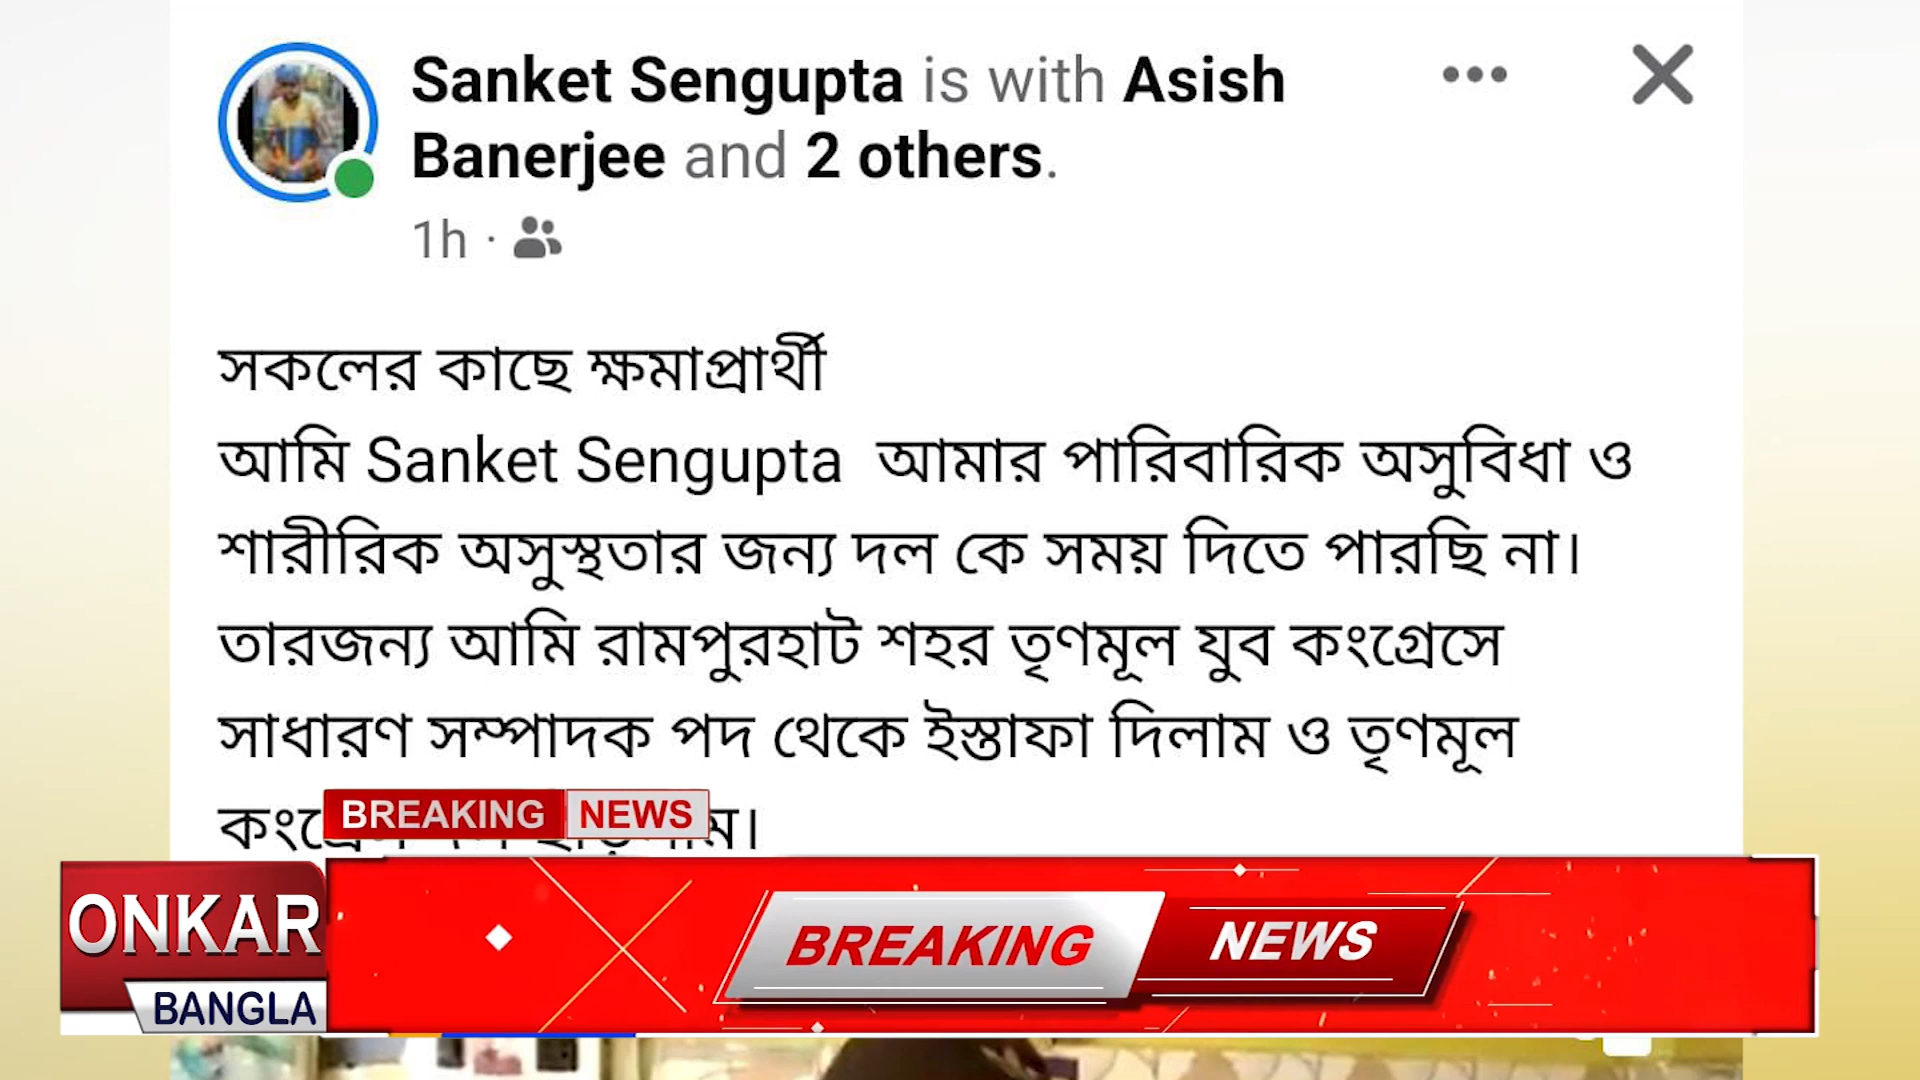 Sanket Sengupta is with Asish
Banerjee and 2 others.
1h
সকলের কাছে ক্ষমাপ্রার্থী
আমি Sanket Sengupta আমার পারিবারিক অসুবিধা ও
শারীরিক অসুস্থতার জন্য দল কে সময় দিতে পারছি না।
তারজন্য আমি রামপুরহাট শহর তৃণমূল যুব কংগ্রেসে
সাধারণ সম্পাদক পদ থেকে ইস্তাফা দিলাম ও তৃণমূল
BREAKING NEWS
ONKAR
BANGLA
BREAKING NEWS